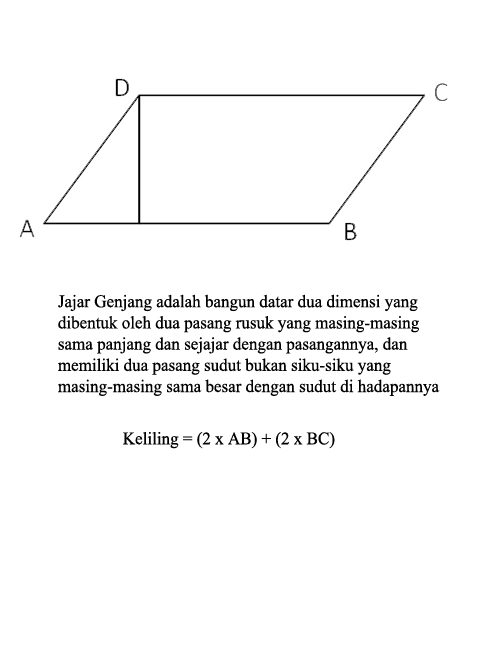 D
C
A
B
Jajar Genjang adalah bangun datar dua dimensi yang
dibentuk oleh dua pasang rusuk yang masing-masing
sama panjang dan sejajar dengan pasangannya, dan
memiliki dua pasang sudut bukan siku-siku yang
masing-masing sama besar dengan sudut di hadapannya
Keliling = (2 x AB) + (2 x BC)